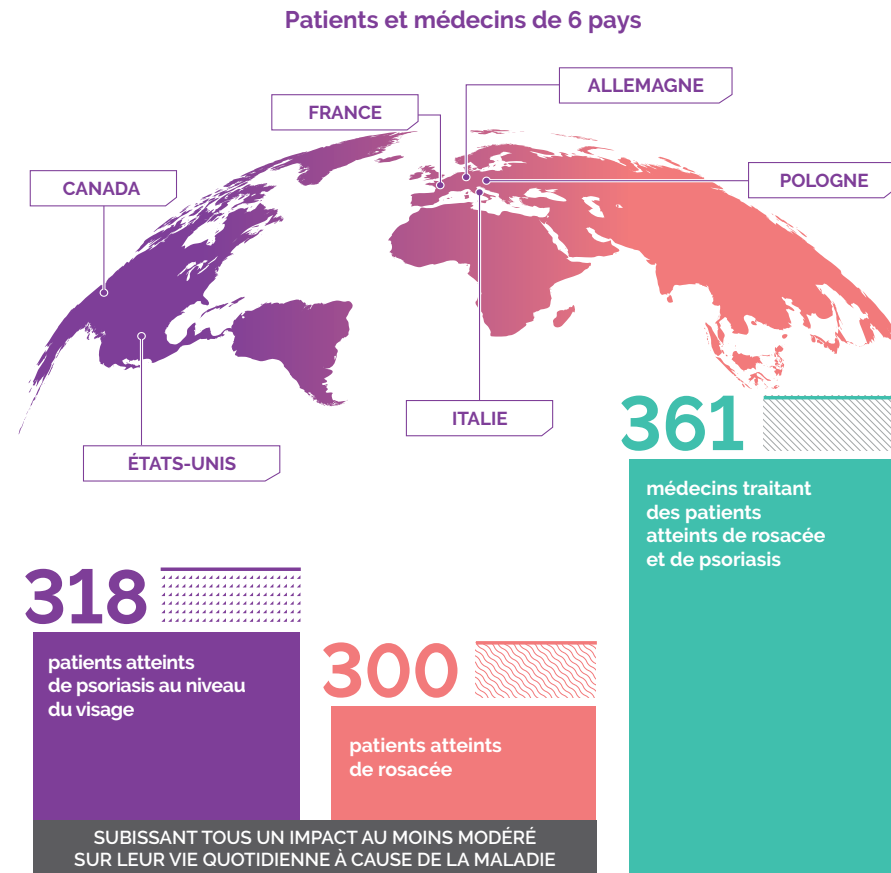 Patients et médecins de 6 pays
ALLEMAGNE
FRANCE
CANADA
POLOGNE
ITALIE
ÉTATS-UNIS
361
médecins traitant
des patients
atteints de rosacée
et de psoriasis
318
patients atteints
de psoriasis au niveau
du visage
300
patients atteints
de rosacée
SUBISSANT TOUS UN IMPACT AU MOINS MODÉRÉ
SUR LEUR VIE QUOTIDIENNE À CAUSE DE LA MALADIE